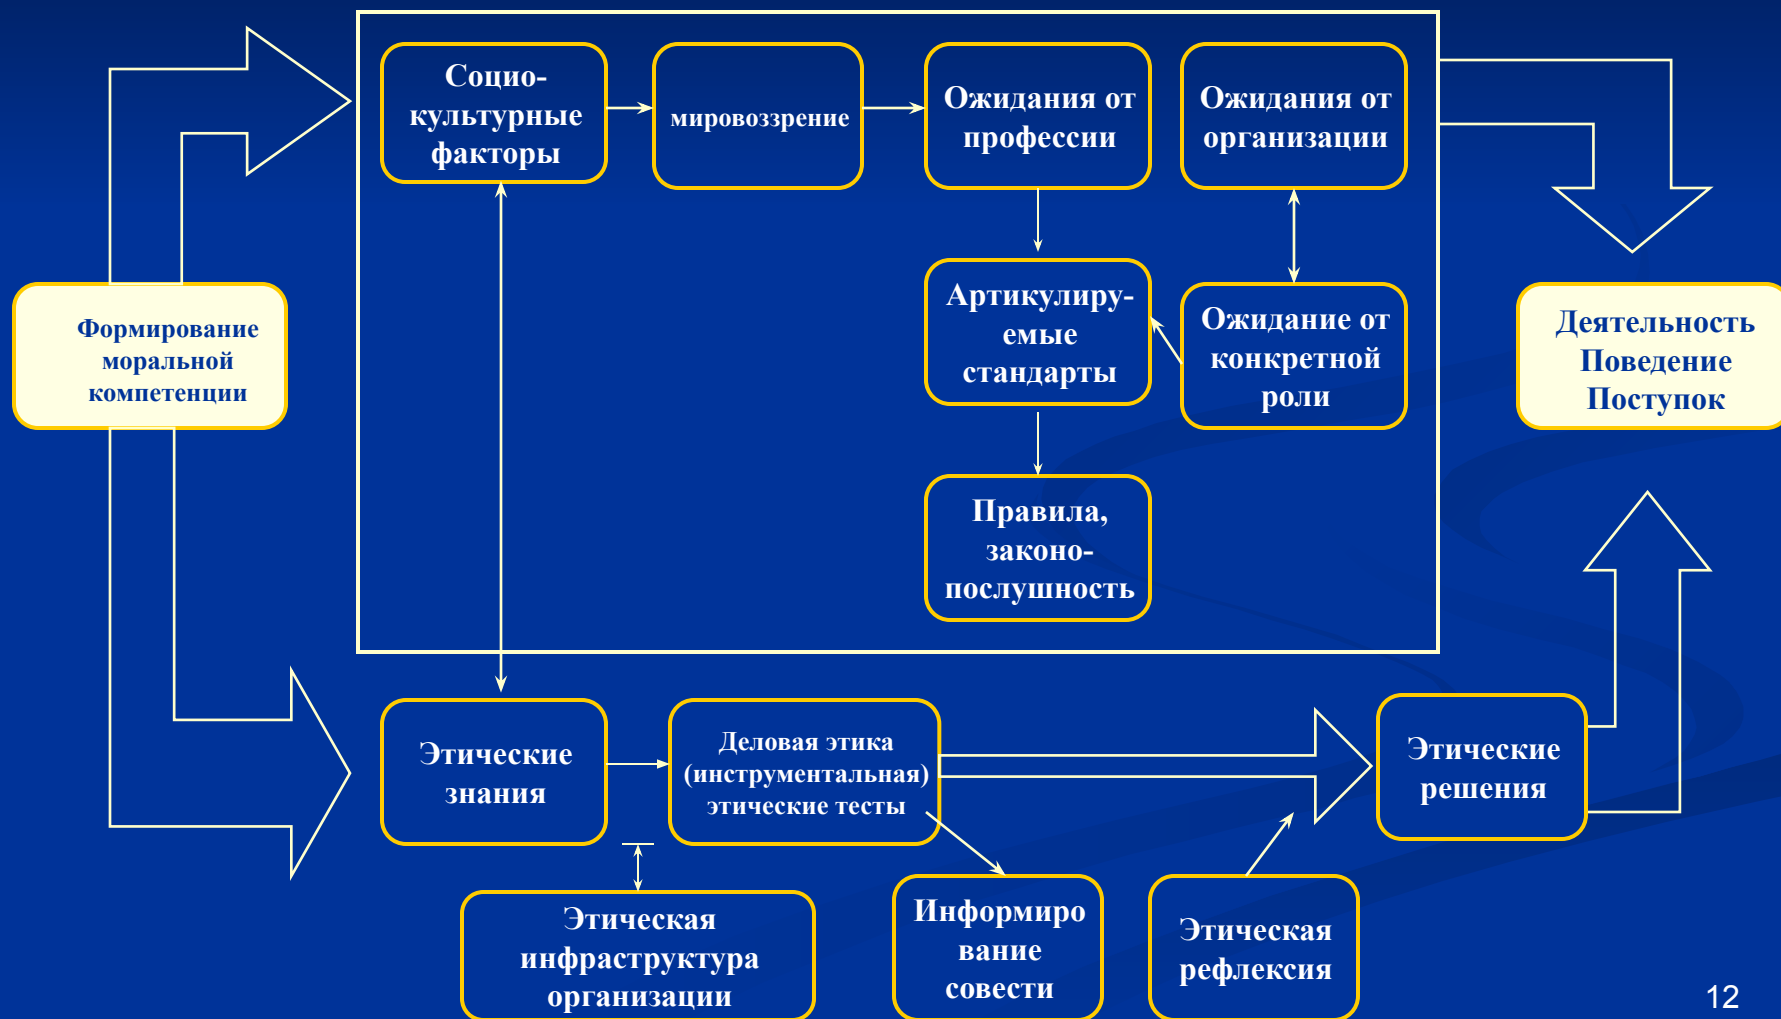 Социо-
культурные
факторы
мировоззрение
Ожидания от
профессии
Ожидания от
организации
Артикулиру-
емые
стандарты
Ожидание от
конкретной
роли
Формирование
моральной
компетенции
Деятельность
Поведение
Поступок
Правила,
законо-
послушность
Этические
знания
Деловая этика
(инструментальная)
этические тесты
Этические
решения
Этическая
инфраструктура
организации
Информиро
вание
совести
Этическая
рефлексия
12